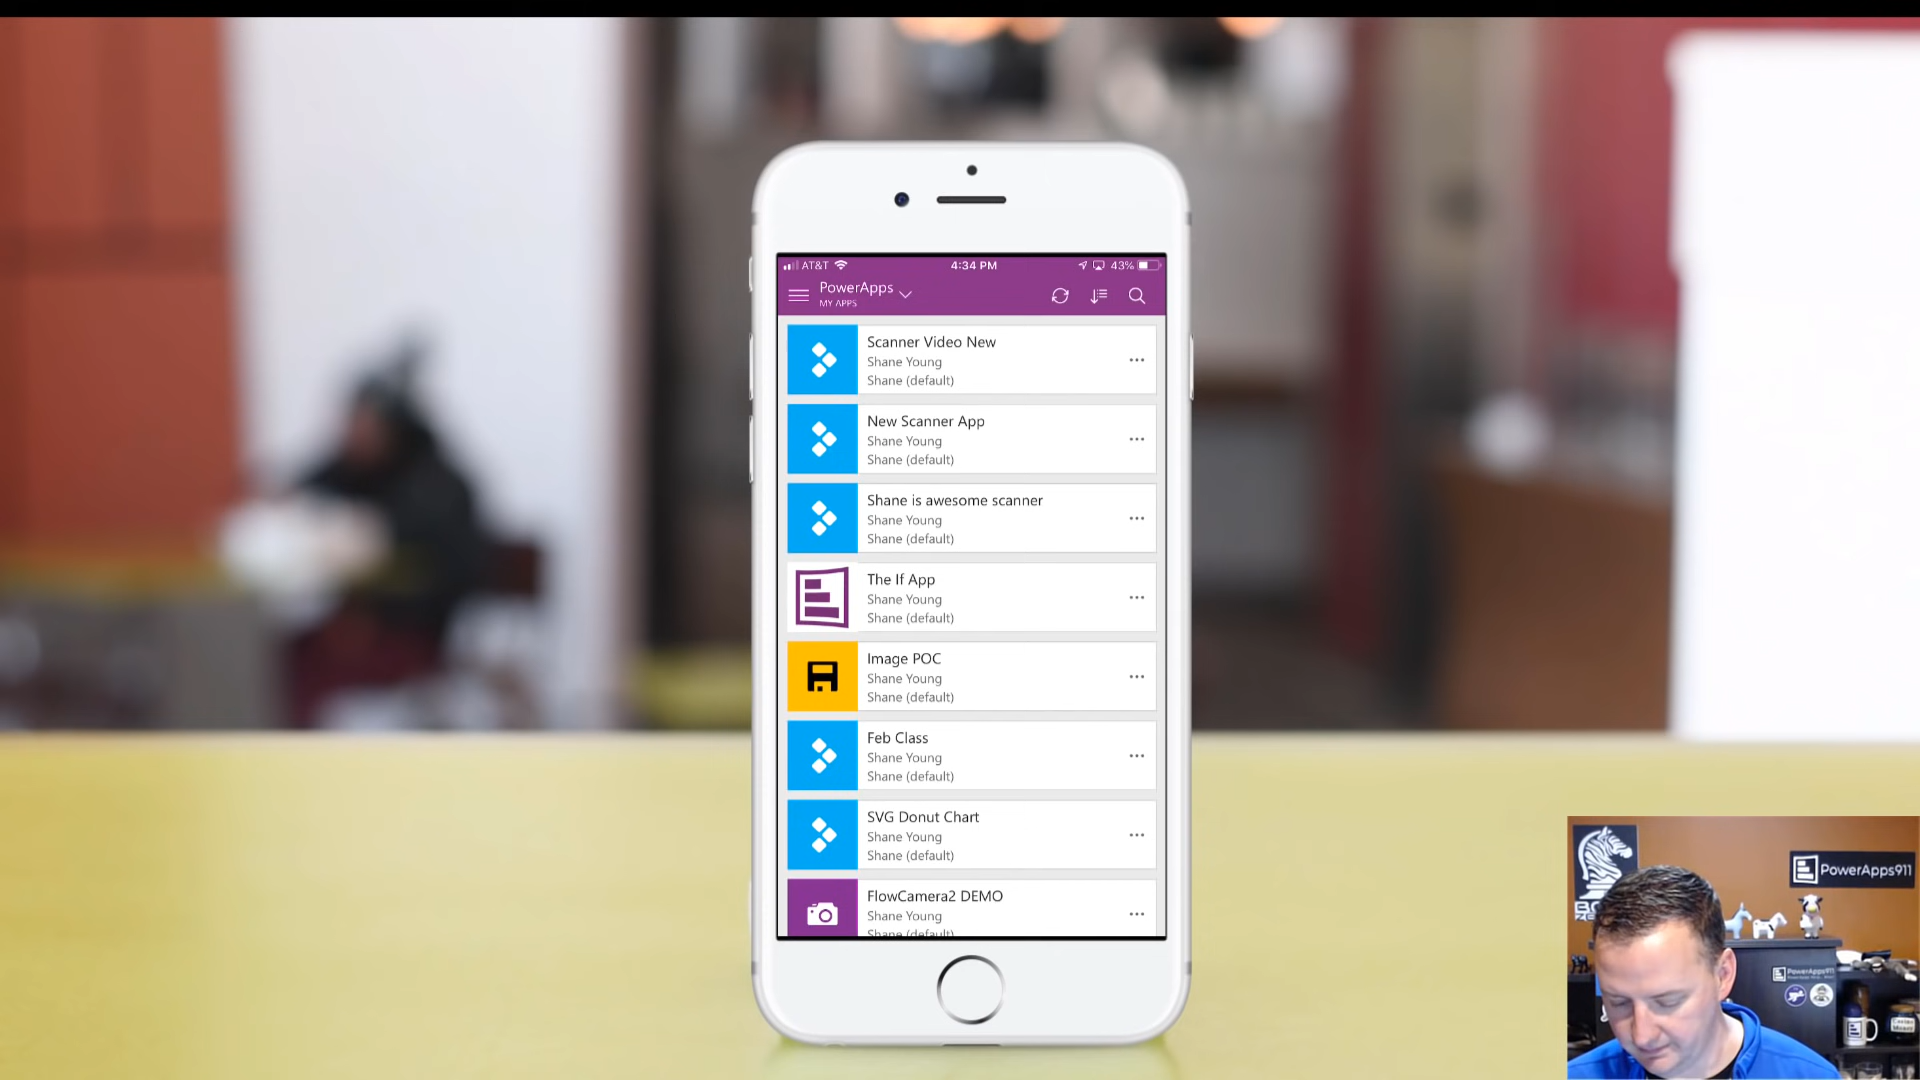 AT&T 4:34 PM 43%
PowerApps
MY APPS
Scanner Video New
Shane Young
Shane (default)
New Scanner App
Shane Young
Shane (default)
Shane is awesome scanner
Shane Young
Shane (default)
The If App
Shane Young
Shane (default)
Image POC
Shane Young
Shane (default)
Feb Class
Shane Young
Shane (default)
SVG Donut Chart
Shane Young
Shane (default)
FlowCamera2 DEMO
Shane Young
Shane (default)
PowerApps911
PowerApps911